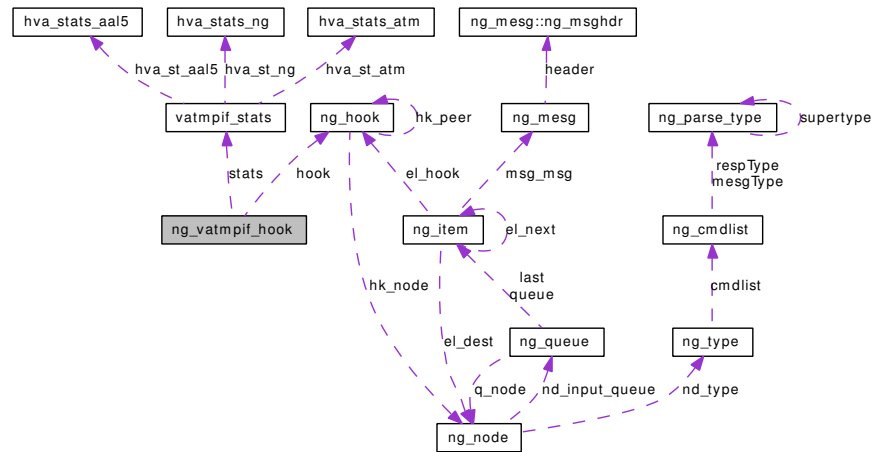 hva_stats_aal5
hva_stats_ng
hva_stats_atm
ng_mesg::ng_msghdr
hva_st_aal5
hva_st_ng
hva_st_atm
header
vatmpif_stats
ng_hook
hk_peer
ng_mesg
ng_parse_type
supertype
stats
hook
el_hook
msg_msg
respType
mesgType
ng_vatmpif_hook
ng_item
el_next
ng_cmdlist
hk_node
last
queue
cmdlist
el_dest
ng_queue
ng_type
q_node
nd_input_queue
nd_type
ng_node